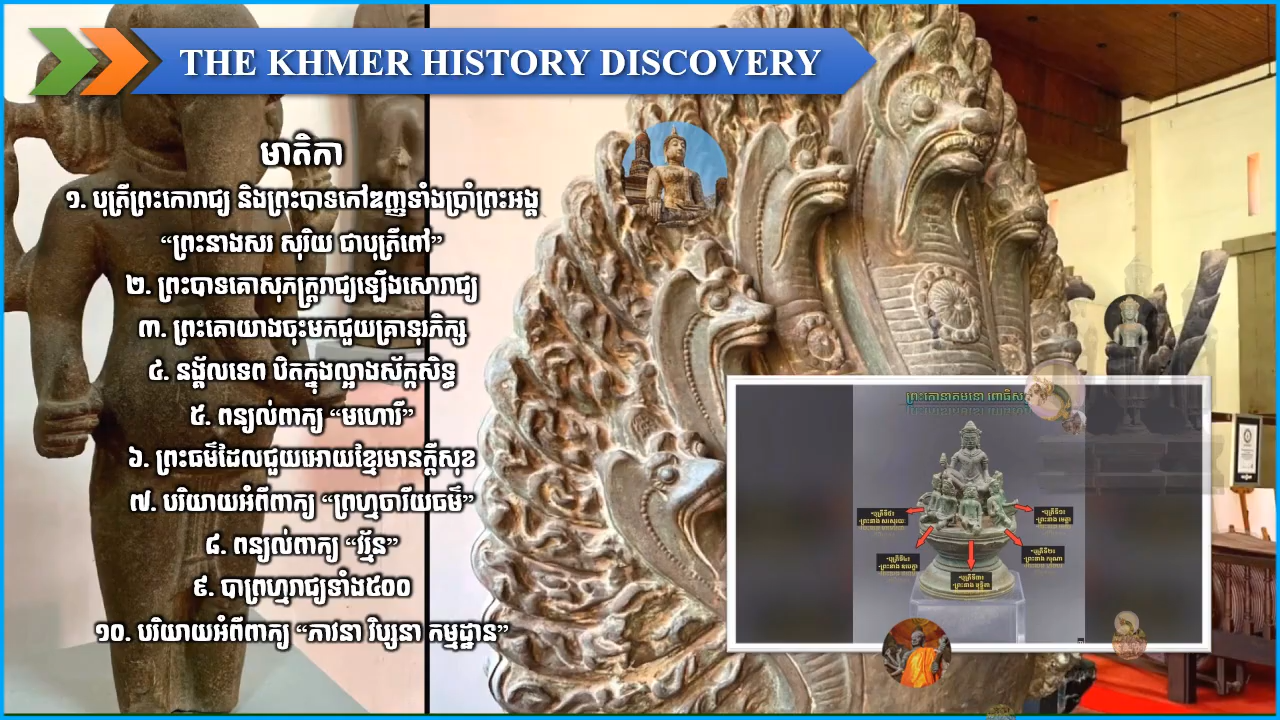 THE KHMER HISTORY DISCOVERY
មាតិកា
១. បុត្រីព្រះកោរាជ្យ និងព្រះបាទកៅឌញ្ញទាំងប្រាំព្រះអង្គ
“ព្រះនាងសរ សុរិយ ជាបុត្រីពៅ”
២. ព្រះបាទគោសុភក្ត្ររាជ្យឡើងសោរាជ្យ
៣. ព្រះគោយាងចុះមកជួយគ្រាទុរភិក្ស
៤. នង្គ័លទេព ឋិតក្នុងល្អាងស័ក្តសិទ្ធ
៥. ពន្យល់ពាក្យ “មហោរី”
៦. ព្រះធម៌ដែលជួយអោយខ្មែរមានក្ដីសុខ
៧. បរិយាយអំពីពាក្យ “ព្រហ្មចារីយធម៌”
៨. ពន្យល់ពាក្យ “វរ្ម�័ន”
៩. បាព្រហ្មរាជ្យទាំង៥០០
១០. បរិយាយអំពីពាក្យ “ភាវនា វិប្សនា កម្មដ្ឋាន”